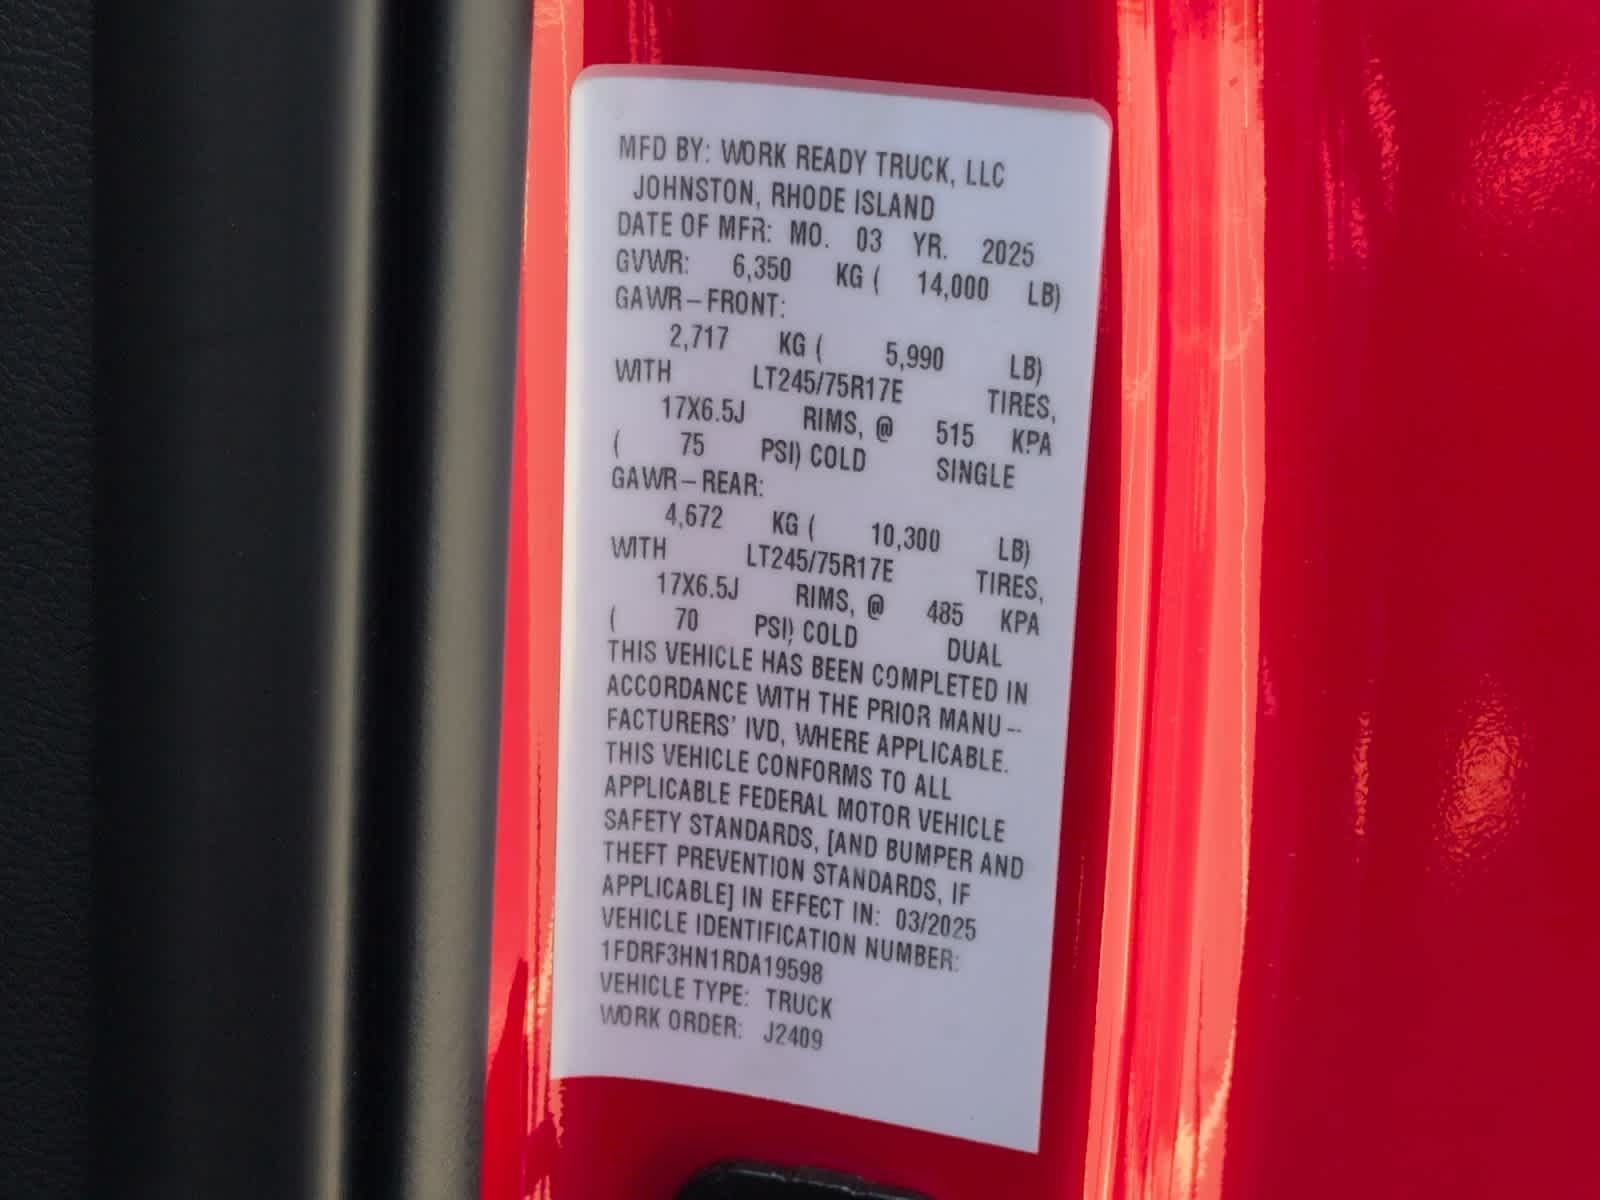 MFD BY: WORK READY TRUCK, LLC
JOHNSTON, RHODE ISLAND
DATE OF MFR: MO. 03 YR. 2025
GVWR: 6,350 KG ( 14,000 LB)
GAWR-FRONT:
2,717 KG ( 5,990 LB)
WITH LT245/75R17E TIRES,
17X6.5J RIMS, @ 515 KPA
( 75 PSI) COLD SINGLE
GAWR-REAR:
4,672 KG ( 10,300 LB)
WITH LT245/75R17E TIRES,
17X6.5J RIMS, @ 485 KPA
( 70 PSI) COLD DUAL
THIS VEHICLE HAS BEEN COMPLETED IN
ACCORDANCE WITH THE PRIOR MANU-
FACTURERS' IVD, WHERE APPLICABLE.
THIS VEHICLE CONFORMS TO ALL
APPLICABLE FEDERAL MOTOR VEHICLE
SAFETY STANDARDS, [AND BUMPER AND
THEFT PREVENTION STANDARDS, IF
APPLICABLE] IN EFFECT IN: 03/2025
VEHICLE IDENTIFICATION NUMBER:
1FDRF3HN1RDA19598
VEHICLE TYPE: TRUCK
WORK ORDER: J2409